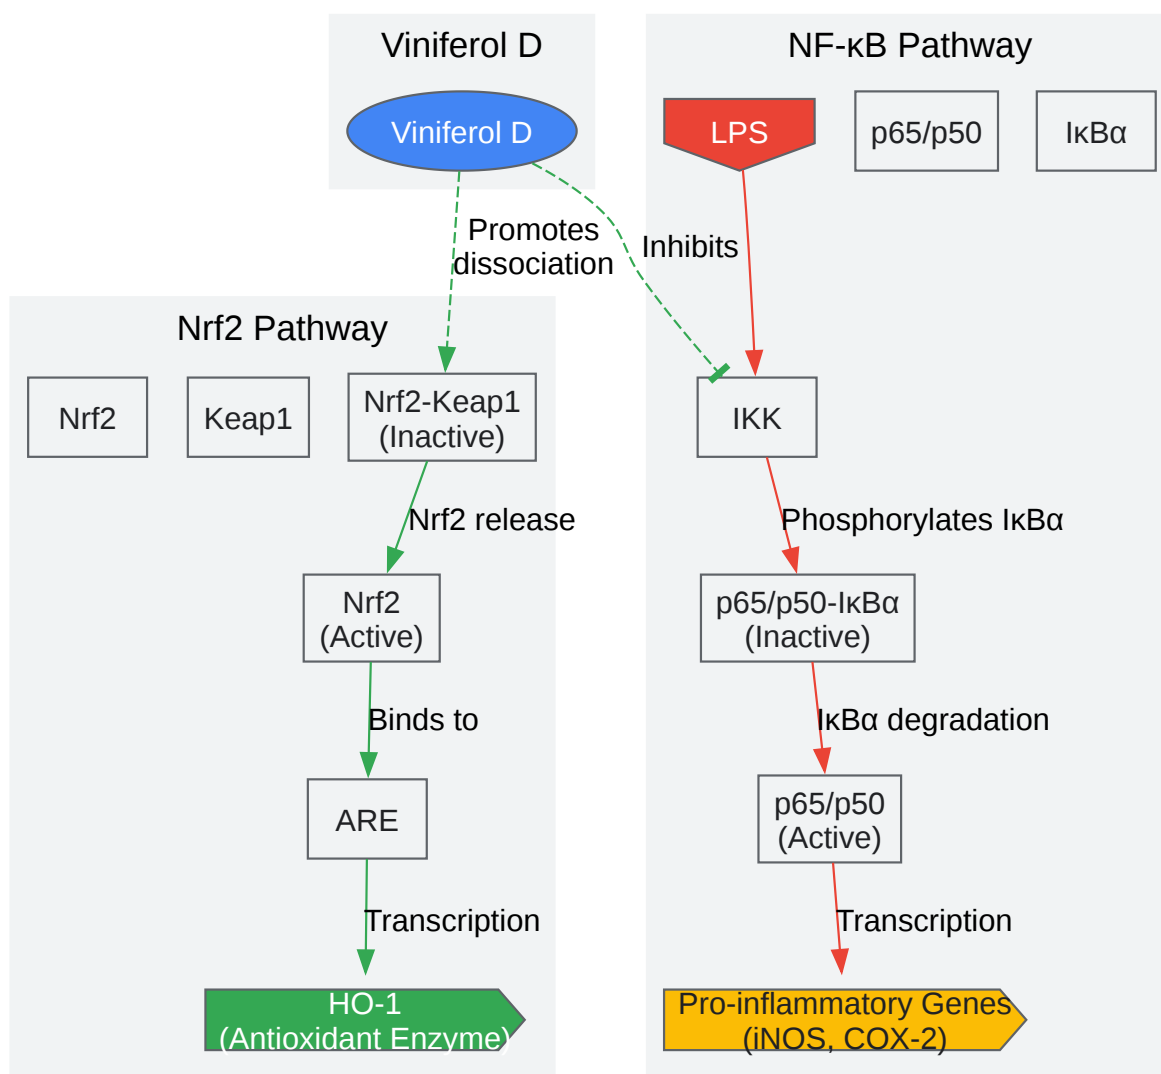 Viniferol D
NF-κB Pathway
Viniferol D
LPS
p65/p50
IκBα
Promotes
dissociation
Inhibits
Nrf2 Pathway
Nrf2
Keap1
Nrf2-Keap1
(Inactive)
IKK
Nrf2 release
Phosphorylates IκBα
Nrf2
(Active)
p65/p50-IκBα
(Inactive)
Binds to
IκBα degradation
ARE
p65/p50
(Active)
Transcription
Transcription
HO-1
(Antioxidant Enzyme)
Pro-inflammatory Genes
(iNOS, COX-2)